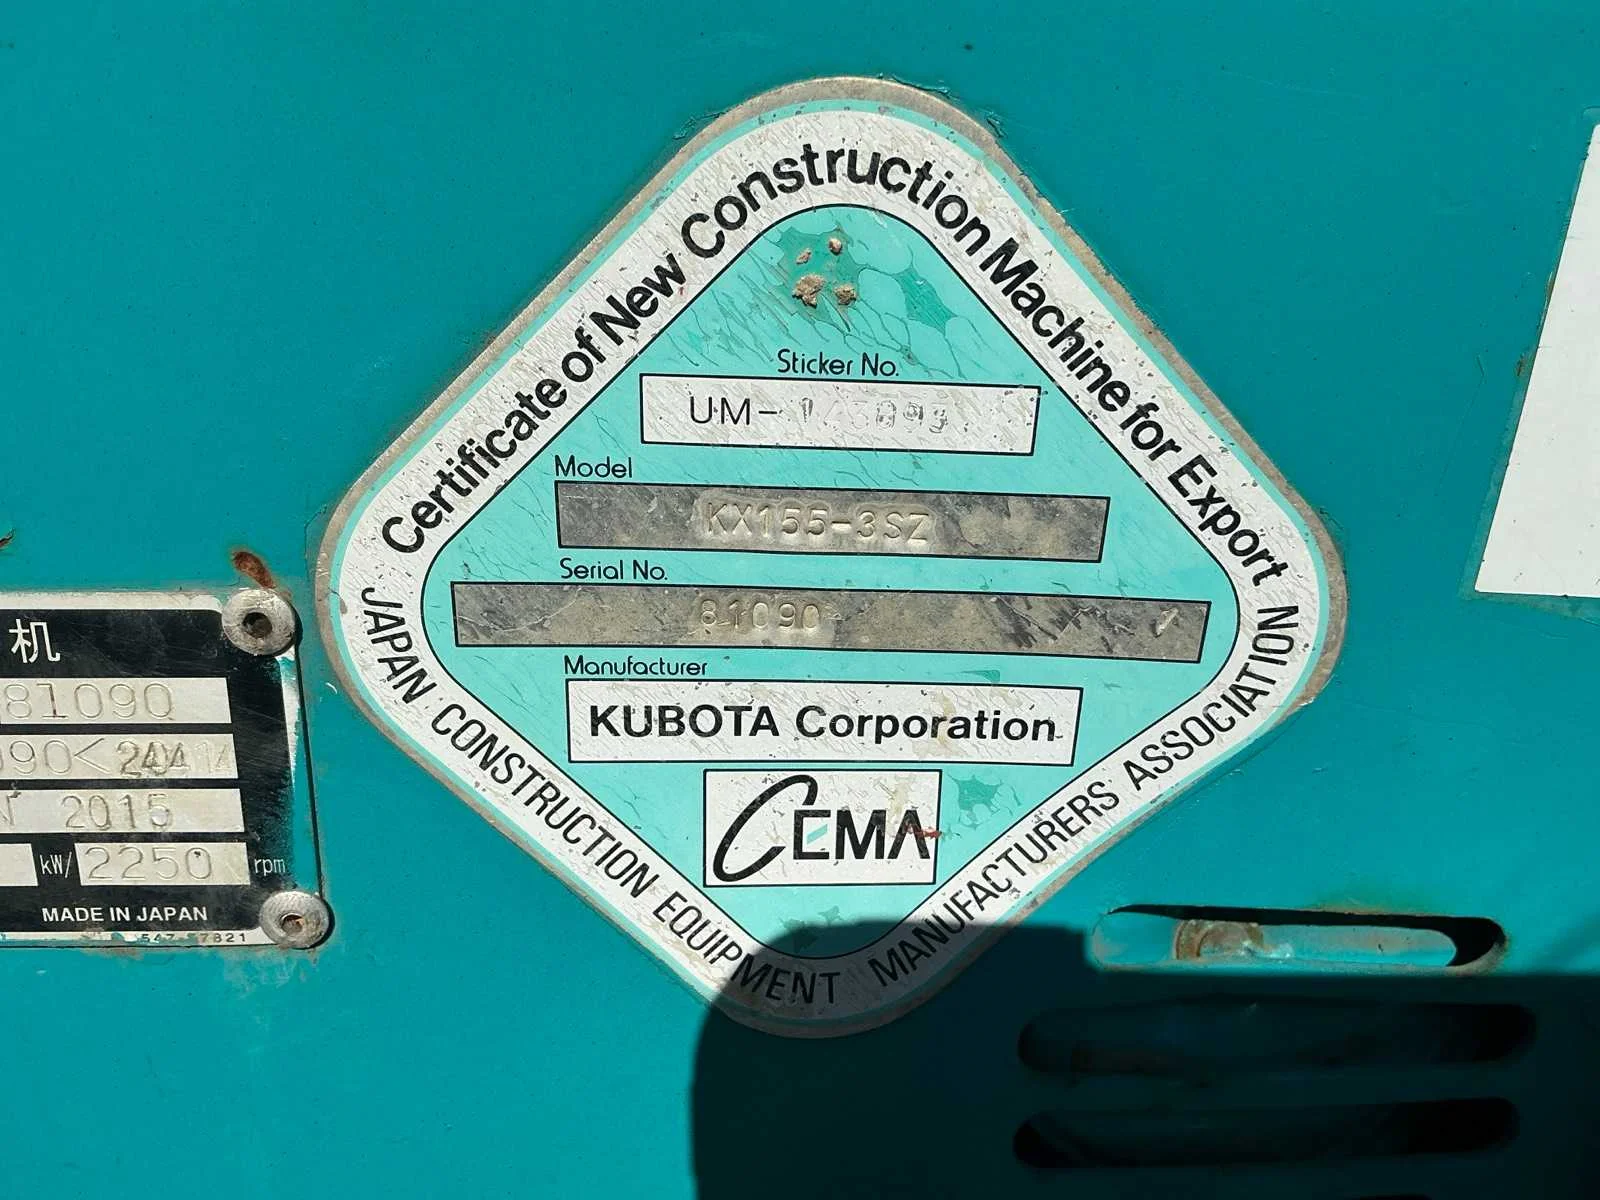 Certificate of New Construction Machine for Export
Sticker No.
UM-
Model
KX155-3SZ
Serial No.
81090
Manufacturer
KUBOTA Corporation
CEMA
JAPAN CONSTRUCTION EQUIPMENT MANUFACTURERS ASSOCIATION
机
81090
2015
kW/ 2250 rpm
MADE IN JAPAN